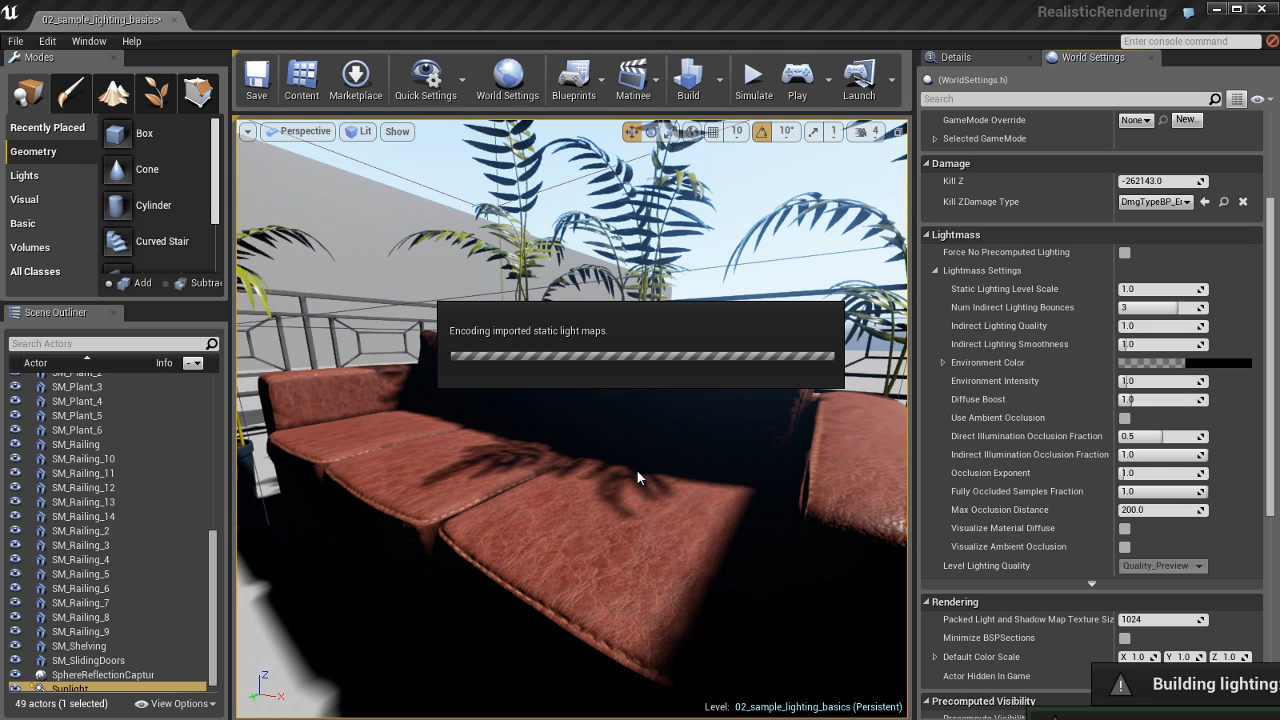 02_sample_lighting_basics*
RealisticRendering
File Edit Window Help
Enter console command
Modes
Recently Placed
Geometry
Lights
Visual
Basic
Volumes
All Classes
Box
Cone
Cylinder
Curved Stair
Add Subtra
Scene Outliner
Search Actors
Actor Info
SM_Plant_2
SM_Plant_3
SM_Plant_4
SM_Plant_5
SM_Plant_6
SM_Railing
SM_Railing_10
SM_Railing_11
SM_Railing_12
SM_Railing_13
SM_Railing_14
SM_Railing_2
SM_Railing_3
SM_Railing_4
SM_Railing_5
SM_Railing_6
SM_Railing_7
SM_Railing_8
SM_Railing_9
SM_Shelving
SM_SlidingDoors
SphereReflectionCaptur
Sunlight
49 actors (1 selected) View Options
Save Content Marketplace Quick Settings World Settings Blueprints Matinee Build Simulate Play Launch
Perspective Lit Show
10 10° 1 4
Encoding imported static light maps.
Z
X
Level: 02_sample_lighting_basics (Persistent)
Details World Settings
(WorldSettings.h)
Search
GameMode Override None New..
Selected GameMode
Damage
Kill Z -262143.0
Kill ZDamage Type DmgTypeBP_Er
Lightmass
Force No Precomputed Lighting
Lightmass Settings
Static Lighting Level Scale 1.0
Num Indirect Lighting Bounces 3
Indirect Lighting Quality 1.0
Indirect Lighting Smoothness 1.0
Environment Color
Environment Intensity 1.0
Diffuse Boost 1.0
Use Ambient Occlusion
Direct Illumination Occlusion Fraction 0.5
Indirect Illumination Occlusion Fraction 1.0
Occlusion Exponent 1.0
Fully Occluded Samples Fraction 1.0
Max Occlusion Distance 200.0
Visualize Material Diffuse
Visualize Ambient Occlusion
Level Lighting Quality Quality_Preview
Rendering
Packed Light and Shadow Map Texture Siz 1024
Minimize BSPSections
Default Color Scale X 1.0 Y 1.0 Z 1.0
Actor Hidden In Game
Building lighting:
Precomputed Visibility